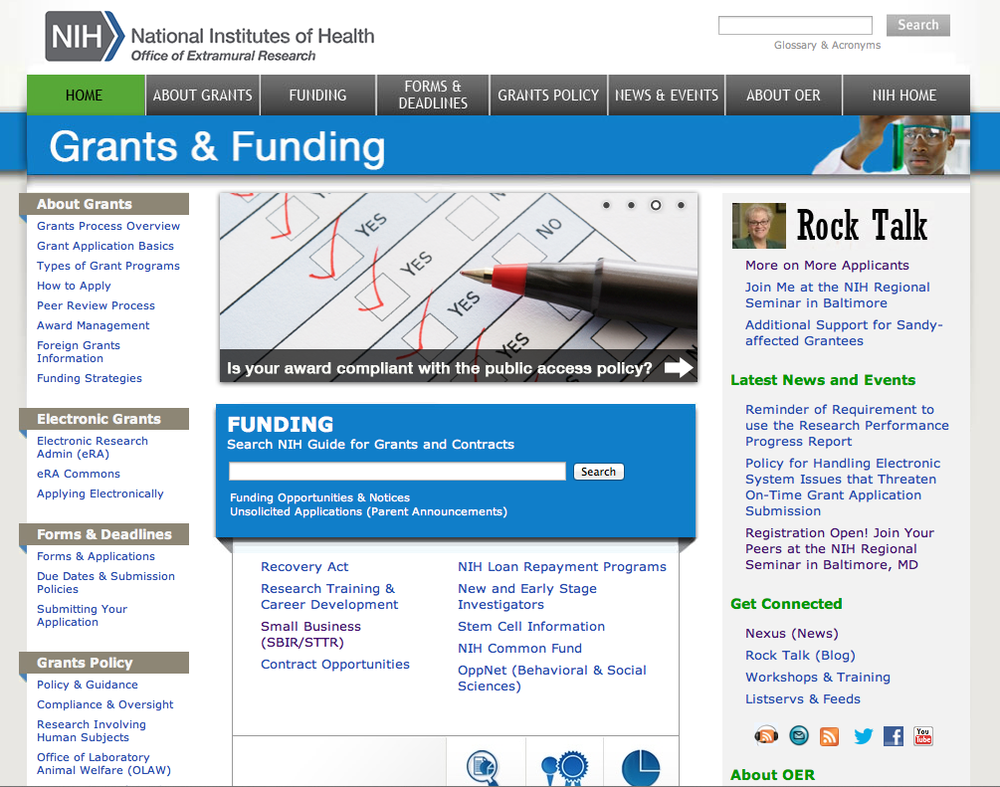 NIH
National Institutes of Health
Office of Extramural Research
Search
Glossary & Acronyms
HOME
ABOUT GRANTS
FUNDING
FORMS &
DEADLINES
GRANTS POLICY
NEWS & EVENTS
ABOUT OER
NIH HOME
Grants & Funding
About Grants
Grants Process Overview
Grant Application Basics
Types of Grant Programs
How to Apply
Peer Review Process
Award Management
Foreign Grants
Information
Funding Strategies
Electronic Grants
Electronic Research
Admin (eRA)
eRA Commons
Applying Electronically
Forms & Deadlines
Forms & Applications
Due Dates & Submission
Policies
Submitting Your
Application
Grants Policy
Policy & Guidance
Compliance & Oversight
Research Involving
Human Subjects
Office of Laboratory
Animal Welfare (OLAW)
YES
NO
YES
YES
YES
Is your award compliant with the public access policy?
FUNDING
Search NIH Guide for Grants and Contracts
Search
Funding Opportunities & Notices
Unsolicited Applications (Parent Announcements)
Recovery Act
Research Training &
Career Development
Small Business
(SBIR/STTR)
Contract Opportunities
NIH Loan Repayment Programs
New and Early Stage
Investigators
Stem Cell Information
NIH Common Fund
OppNet (Behavioral & Social
Sciences)
Rock Talk
More on More Applicants
Join Me at the NIH Regional
Seminar in Baltimore
Additional Support for Sandy-
affected Grantees
Latest News and Events
Reminder of Requirement to
use the Research Performance
Progress Report
Policy for Handling Electronic
System Issues that Threaten
On-Time Grant Application
Submission
Registration Open! Join Your
Peers at the NIH Regional
Seminar in Baltimore, MD
Get Connected
Nexus (News)
Rock Talk (Blog)
Workshops & Training
Listservs & Feeds
You
Tube
About OER